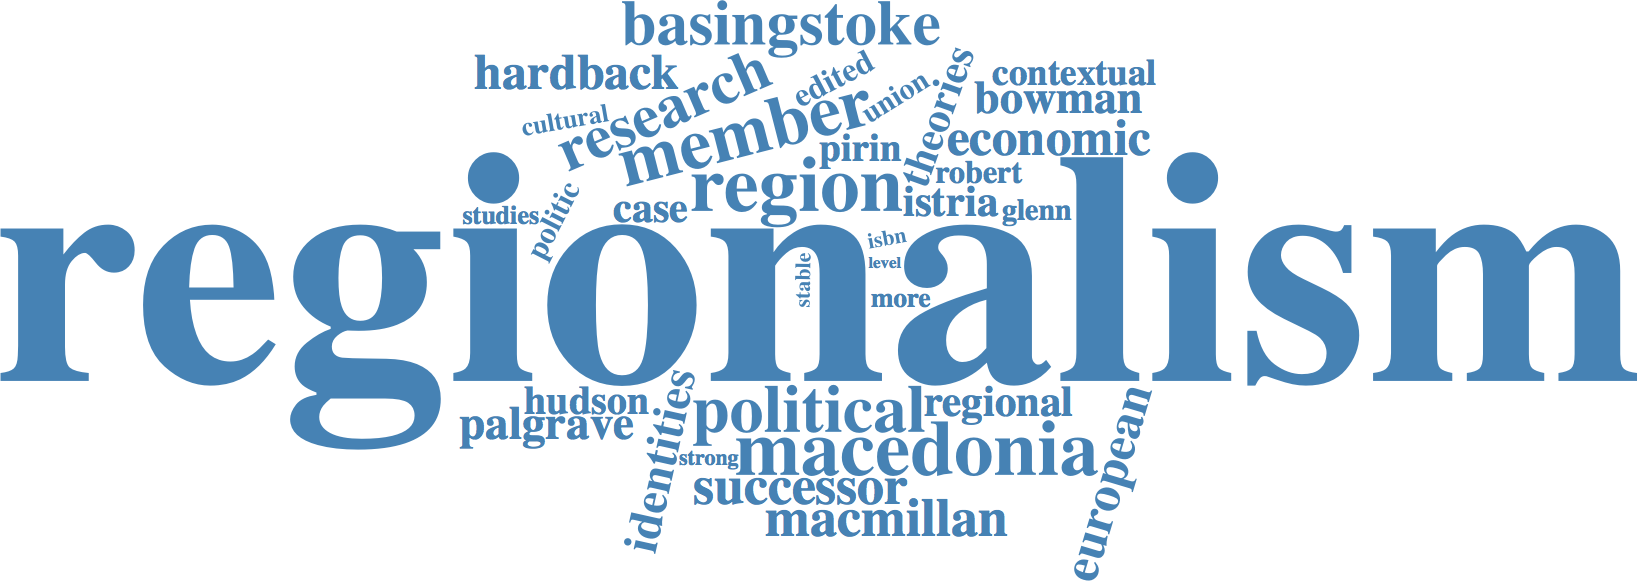 basingstoke
hardback
research
edited
theories
contextual
cultural
member
union
bowman
pirin
economic
robert
region
istria
glenn
studies
politic
case
isbn
level
stable
more
regionalism
hudson
identities
political
regional
palgrave
european
strong
macedonia
successor
macmillan